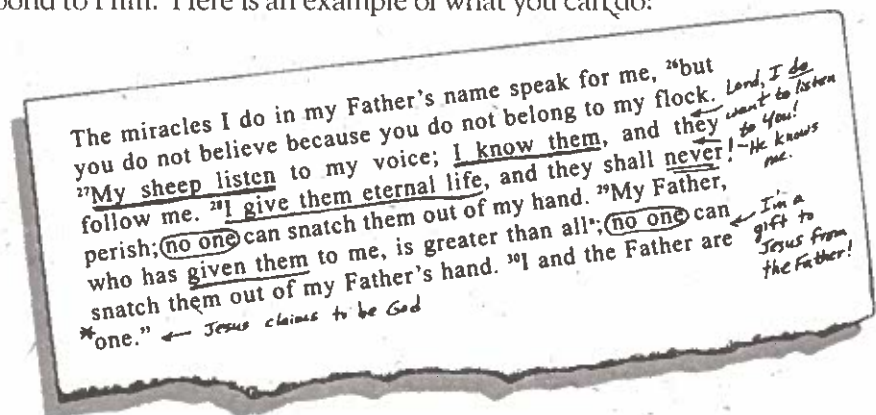 pond to Him. Here is an example of what you can do:
The miracles I do in my Father's name speak for me, ²⁶but
you do not believe because you do not belong to my flock.
²⁷My sheep listen to my voice; I know them, and they
follow me. ²⁸I give them eternal life, and they shall never
perish; no one can snatch them out of my hand. ²⁹My Father,
who has given them to me, is greater than allᶜ; no one can
snatch them out of my Father's hand. ³⁰I and the Father are
*one."
← Jesus claims to be God
Lord, I do
want to listen
to You!
! - He knows
me.
I'm a
gift to
Jesus from
the Father!